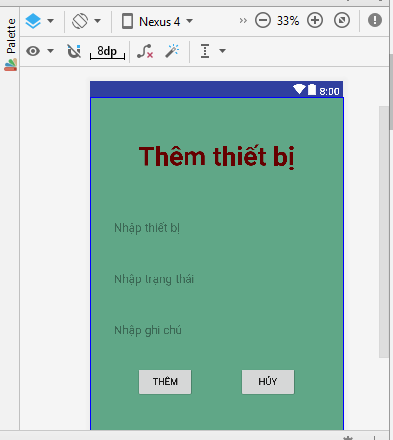 Palette
Nexus 4
33%
8dp
8:00
Thêm thiết bị
Nhập thiết bị
Nhập trạng thái
Nhập ghi chú
THÊM
HỦY